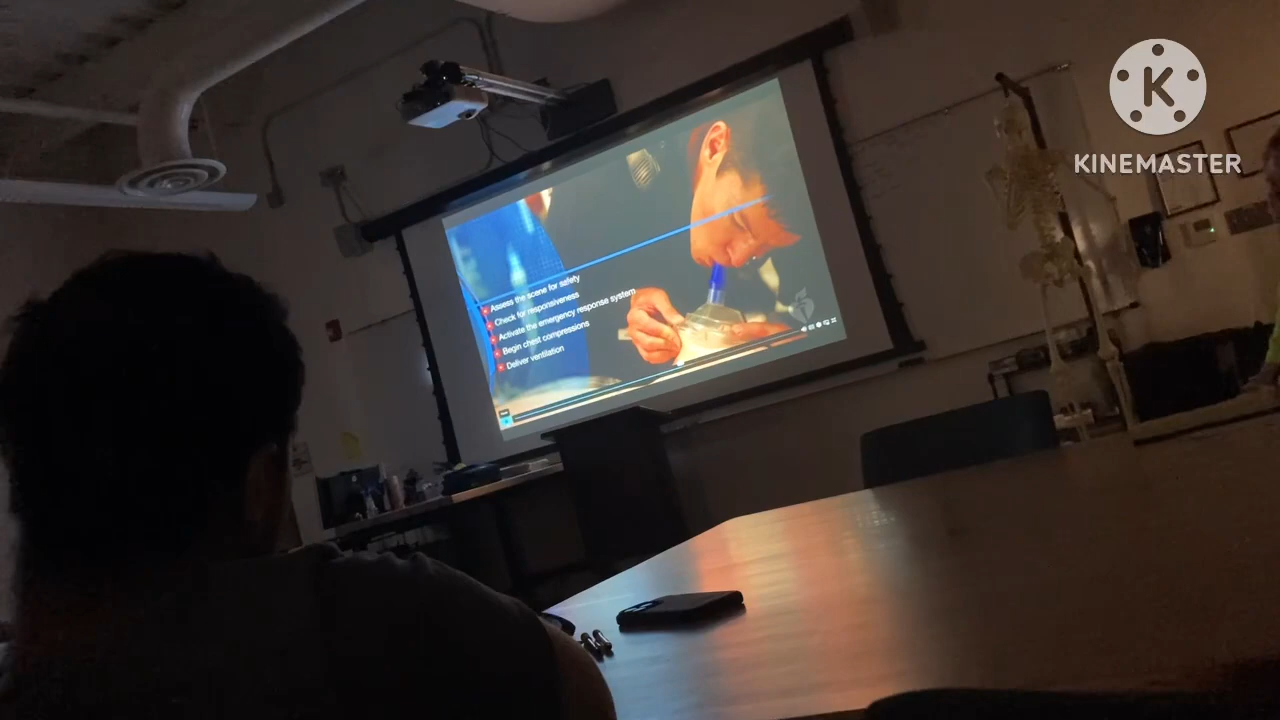 Assess the scene for safety
Check for responsiveness
Activate the emergency response system
Begin chest compressions
Deliver ventilation
K
KINEMASTER